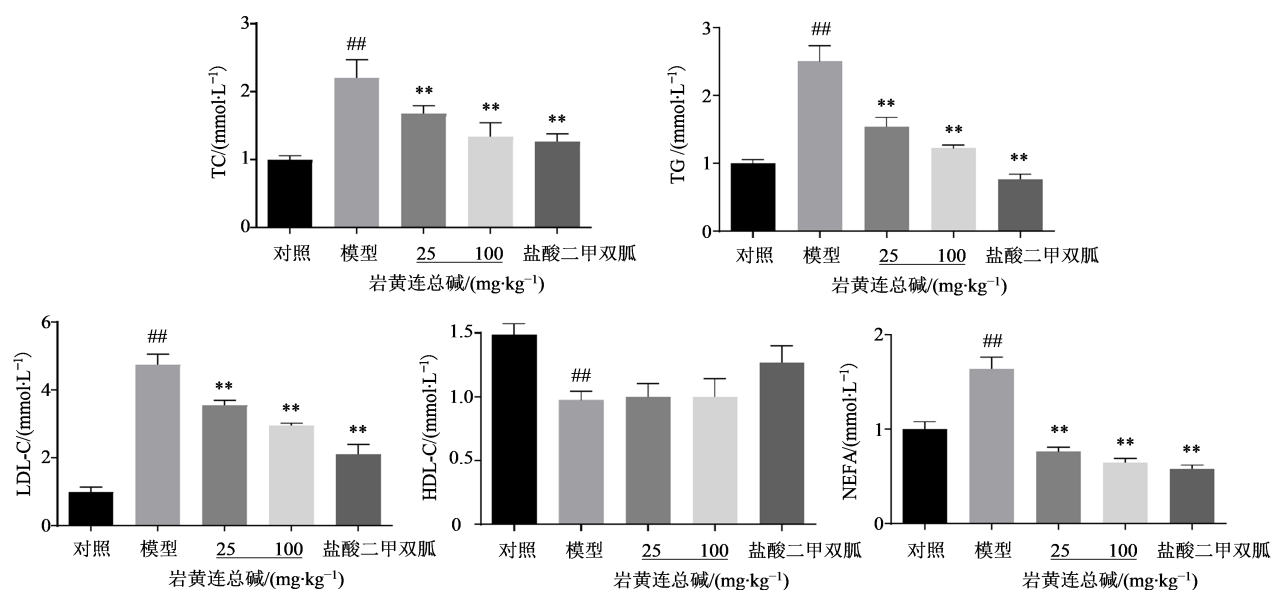 TC/(mmol·L⁻¹)
3
2
1
0
##
**
**
**
对照 模型 25 100 盐酸二甲双胍
岩黄连总碱/(mg·kg⁻¹)
TG /(mmol·L⁻¹)
3
2
1
0
##
**
**
**
对照 模型 25 100 盐酸二甲双胍
岩黄连总碱/(mg·kg⁻¹)
LDL-C/(mmol·L⁻¹)
6
4
2
0
##
**
**
**
对照 模型 25 100 盐酸二甲双胍
岩黄连总碱/(mg·kg⁻¹)
HDL-C/(mmol·L⁻¹)
1.5
1.0
0.5
0
##
对照 模型 25 100 盐酸二甲双胍
岩黄连总碱/(mg·kg⁻¹)
NEFA/(mmol·L⁻¹)
2
1
0
##
**
**
**
对照 模型 25 100 盐酸二甲双胍
岩黄连总碱/(mg·kg⁻¹)